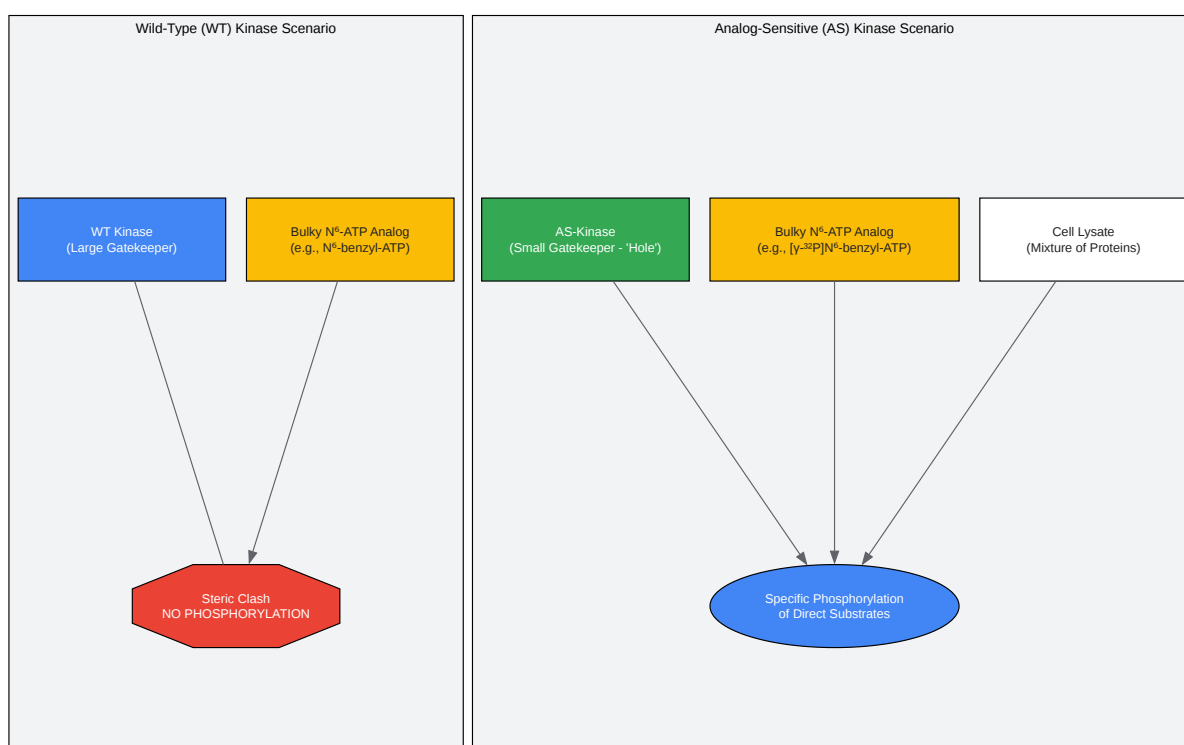 Wild-Type (WT) Kinase Scenario
WT Kinase
(Large Gatekeeper)
Bulky N⁶-ATP Analog
(e.g., N⁶-benzyl-ATP)
Steric Clash
NO PHOSPHORYLATION
Analog-Sensitive (AS) Kinase Scenario
AS-Kinase
(Small Gatekeeper - 'Hole')
Bulky N⁶-ATP Analog
(e.g., [γ-³²P]N⁶-benzyl-ATP)
Cell Lysate
(Mixture of Proteins)
Specific Phosphorylation
of Direct Substrates